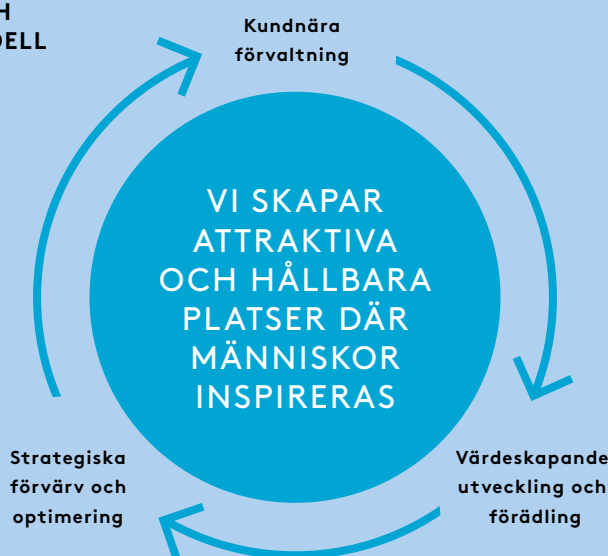 DELL
Kundnära
förvaltning
VI SKAPAR
ATTRAKTIVA
OCH HÅLLBARA
PLATSER DÄR
MÄNNISKOR
INSPIRERAS
Strategiska
förvärv och
optimering
Värdeskapande
utveckling och
förädling